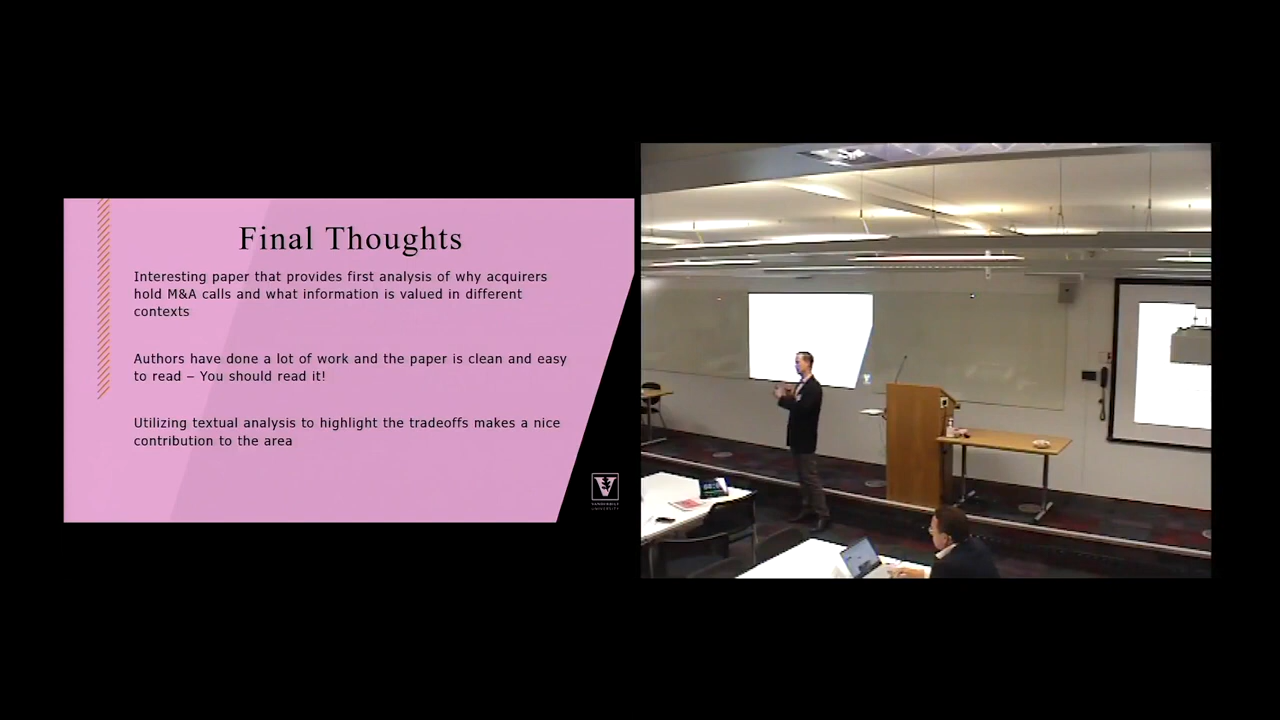 Final Thoughts
Interesting paper that provides first analysis of why acquirers
hold M&A calls and what information is valued in different
contexts
Authors have done a lot of work and the paper is clean and easy
to read – You should read it!
Utilizing textual analysis to highlight the tradeoffs makes a nice
contribution to the area
V
VANDERBILT
UNIVERSITY